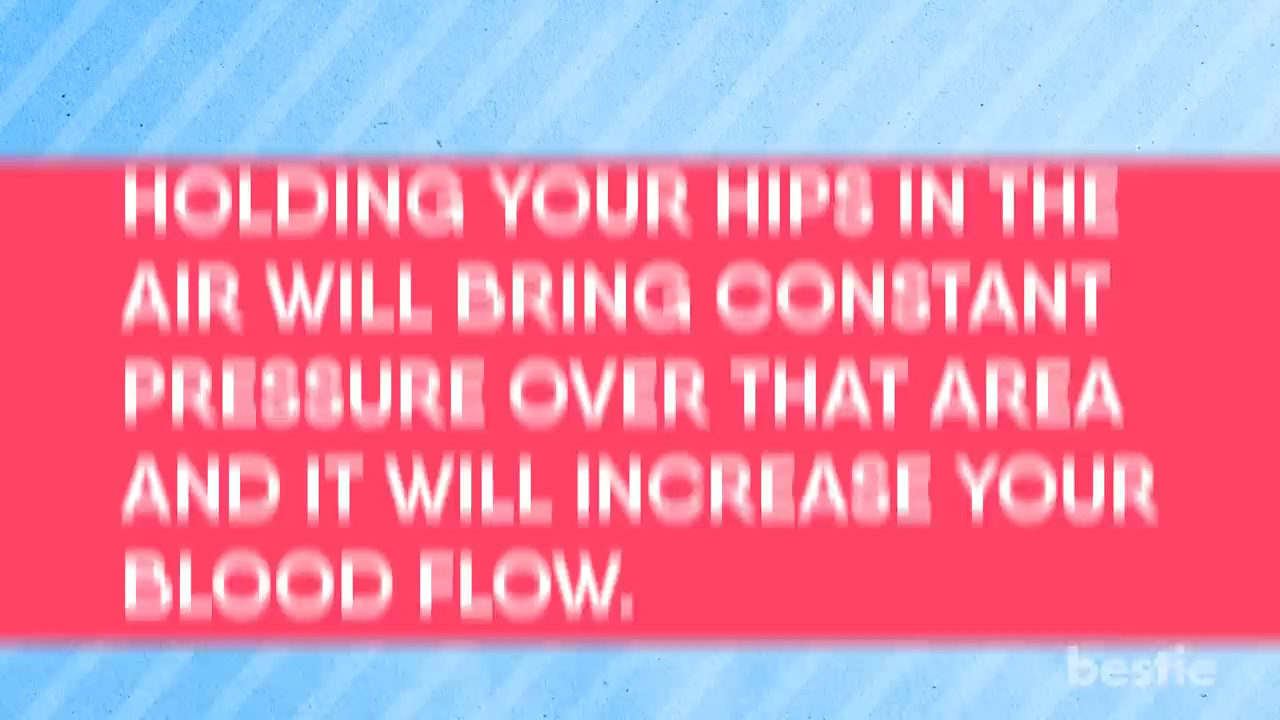 HOLDING YOUR HIPS IN THE
AIR WILL BRING CONSTANT
PRESSURE OVER THAT AREA
AND IT WILL INCREASE YOUR
BLOOD FLOW.
bestie